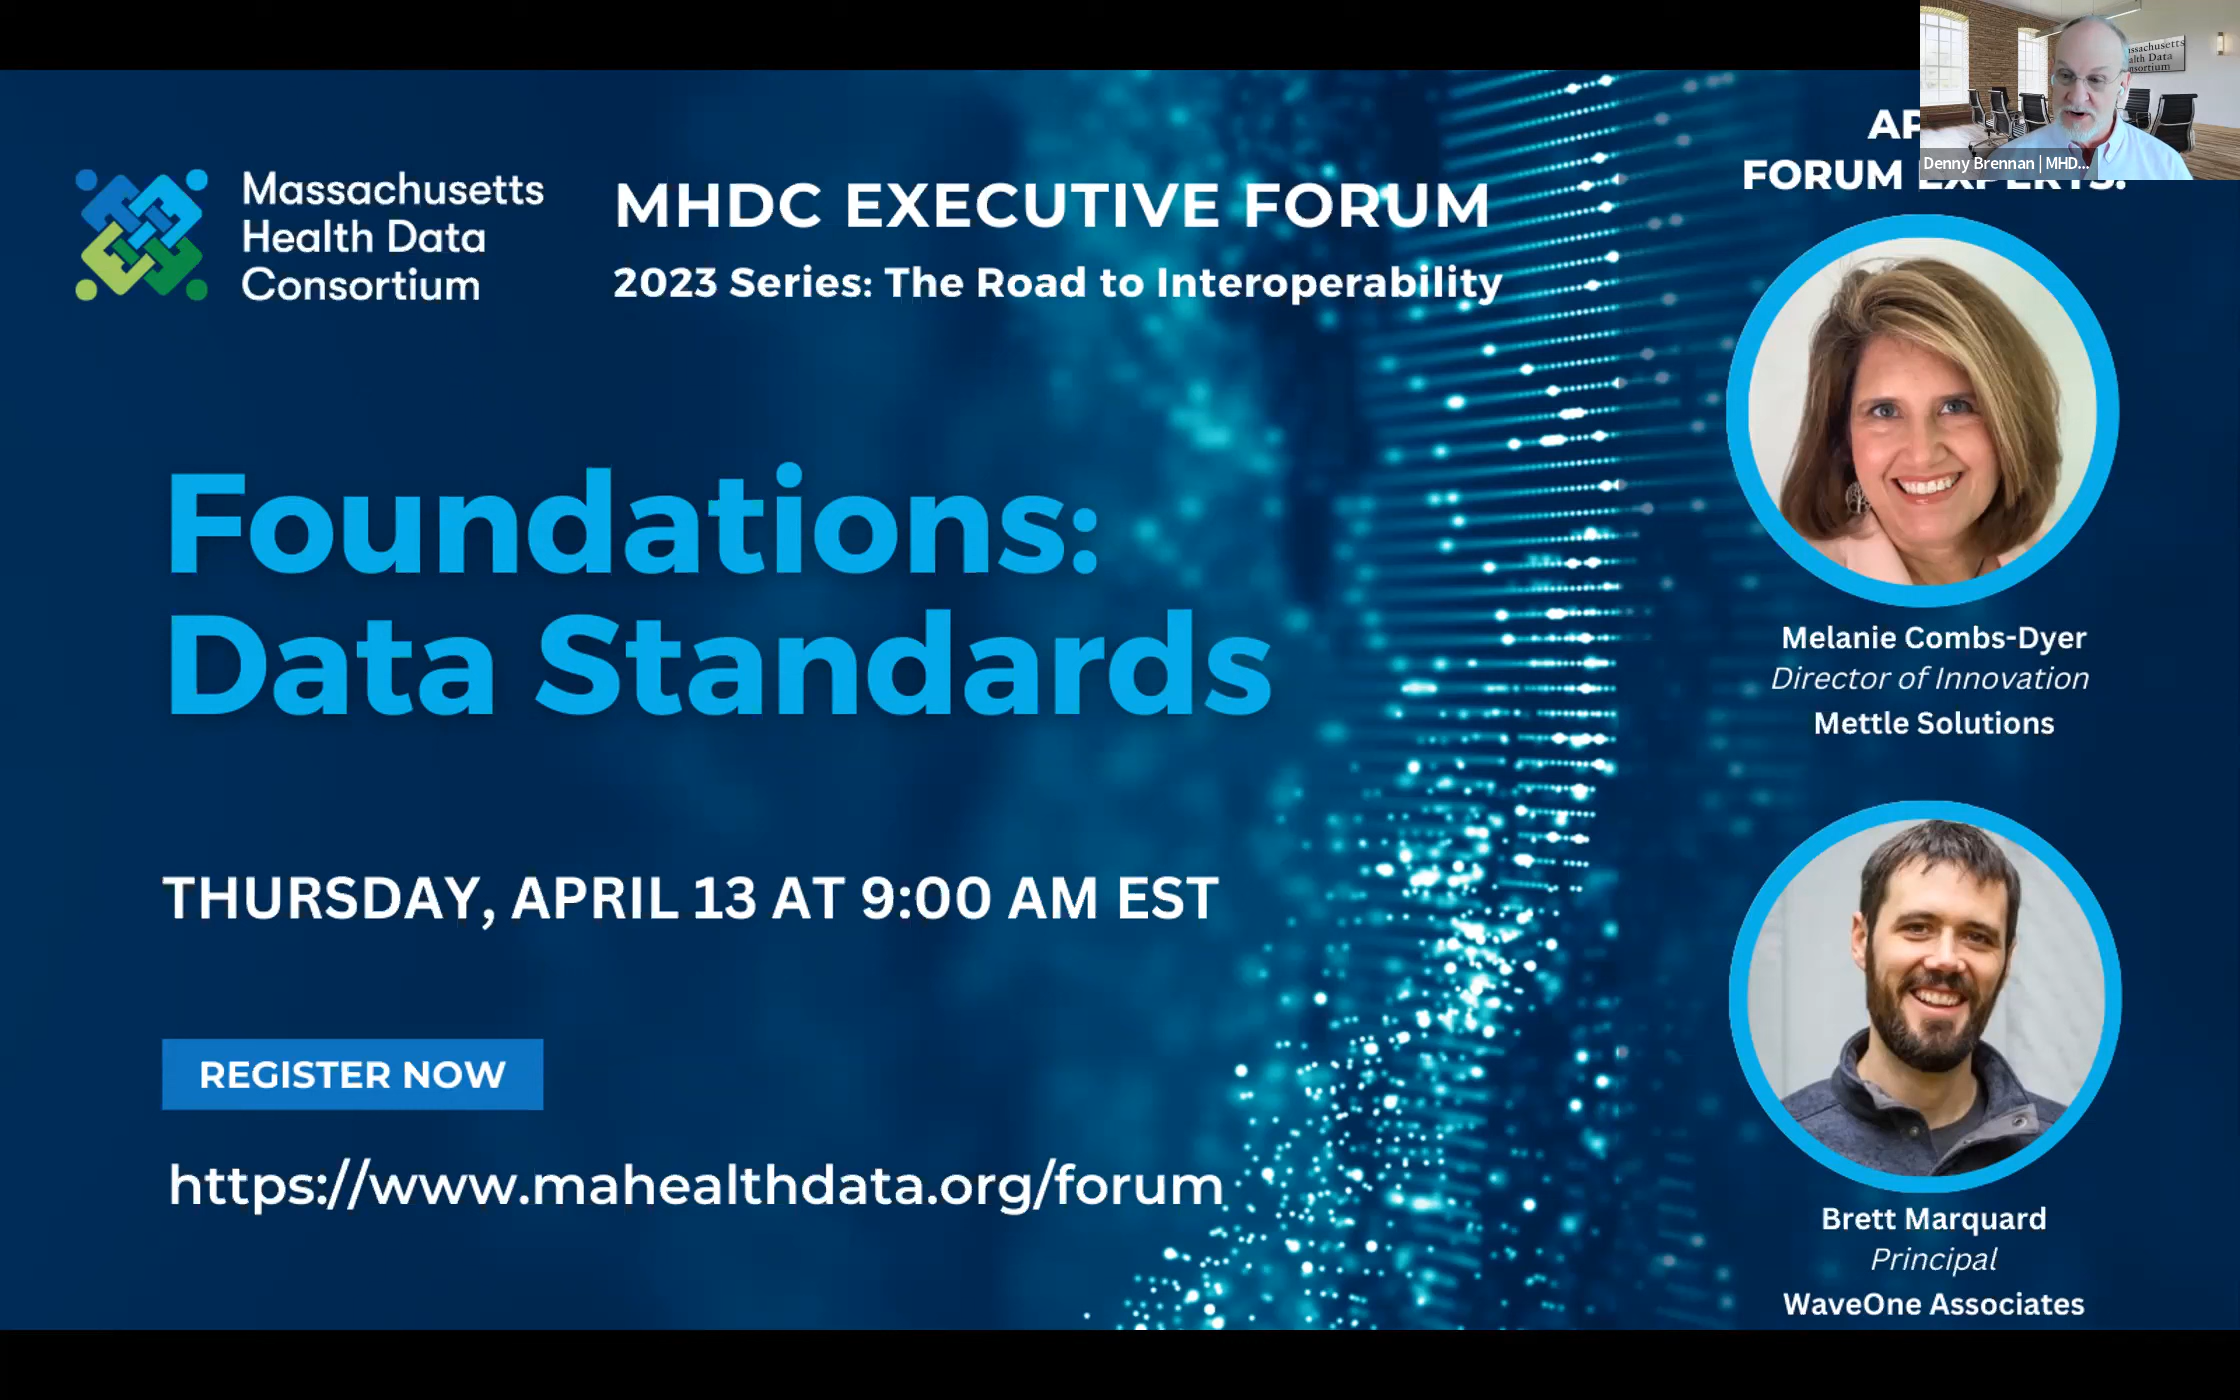 Massachusetts
Health Data
Consortium
MHDC EXECUTIVE FORUM
2023 Series: The Road to Interoperability
Foundations:
Data Standards
THURSDAY, APRIL 13 AT 9:00 AM EST
REGISTER NOW
https://www.mahealthdata.org/forum
FORUM EXPERTS:
Melanie Combs-Dyer
Director of Innovation
Mettle Solutions
Brett Marquard
Principal
WaveOne Associates
Denny Brennan | MHD...